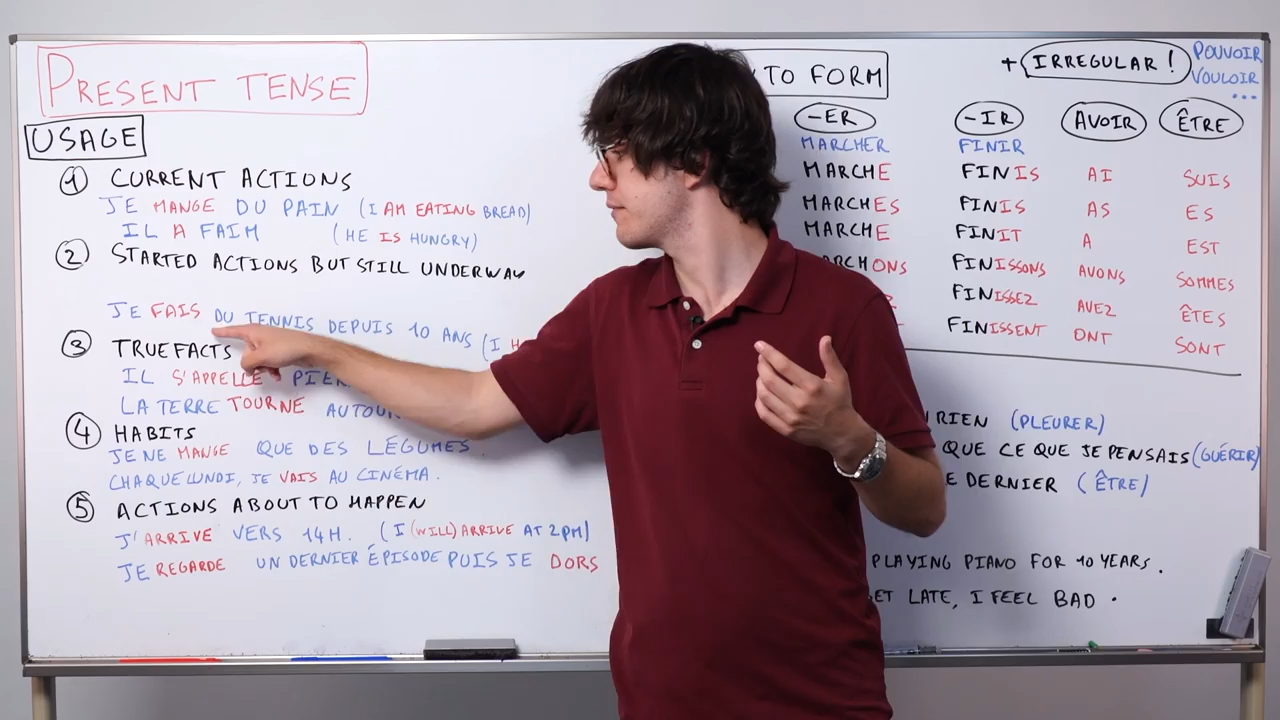 PRESENT TENSE
USAGE
1 CURRENT ACTIONS
JE MANGE DU PAIN (I AM EATING BREAD)
IL A FAIM (HE IS HUNGRY)
2 STARTED ACTIONS BUT STILL UNDERWAY
JE FAIS DU TENNIS DEPUIS 10 ANS (I
3 TRUE FACTS
IL S'APPELLE
LA TERRE TOURNE
4 HABITS
JE NE MANGE QUE DES LÉGUMES
CHAQUE LUNDI, JE VAIS AU CINÉMA.
5 ACTIONS ABOUT TO HAPPEN
J'ARRIVE VERS 14H. (I (WILL) ARRIVE AT 2PM)
JE REGARDE UN DERNIER ÉPISODE PUIS JE DORS
TO FORM
+ IRREGULAR! POUVOIR
VOULOIR
...
-ER -IR AVOIR ÊTRE
MARCHER FINIR
MARCHE FINIS AI SUIS
MARCHES FINIS AS ES
MARCHE FINIT A EST
ONS FINISSONS AVONS SOMMES
FINISSEZ AVEZ ÊTES
FINISSENT ONT SONT
RIEN (PLEURER)
QUE CE QUE JE PENSAIS (GUÉRIR)
DERNIER (ÊTRE)
PLAYING PIANO FOR 10 YEARS.
LATE, I FEEL BAD.